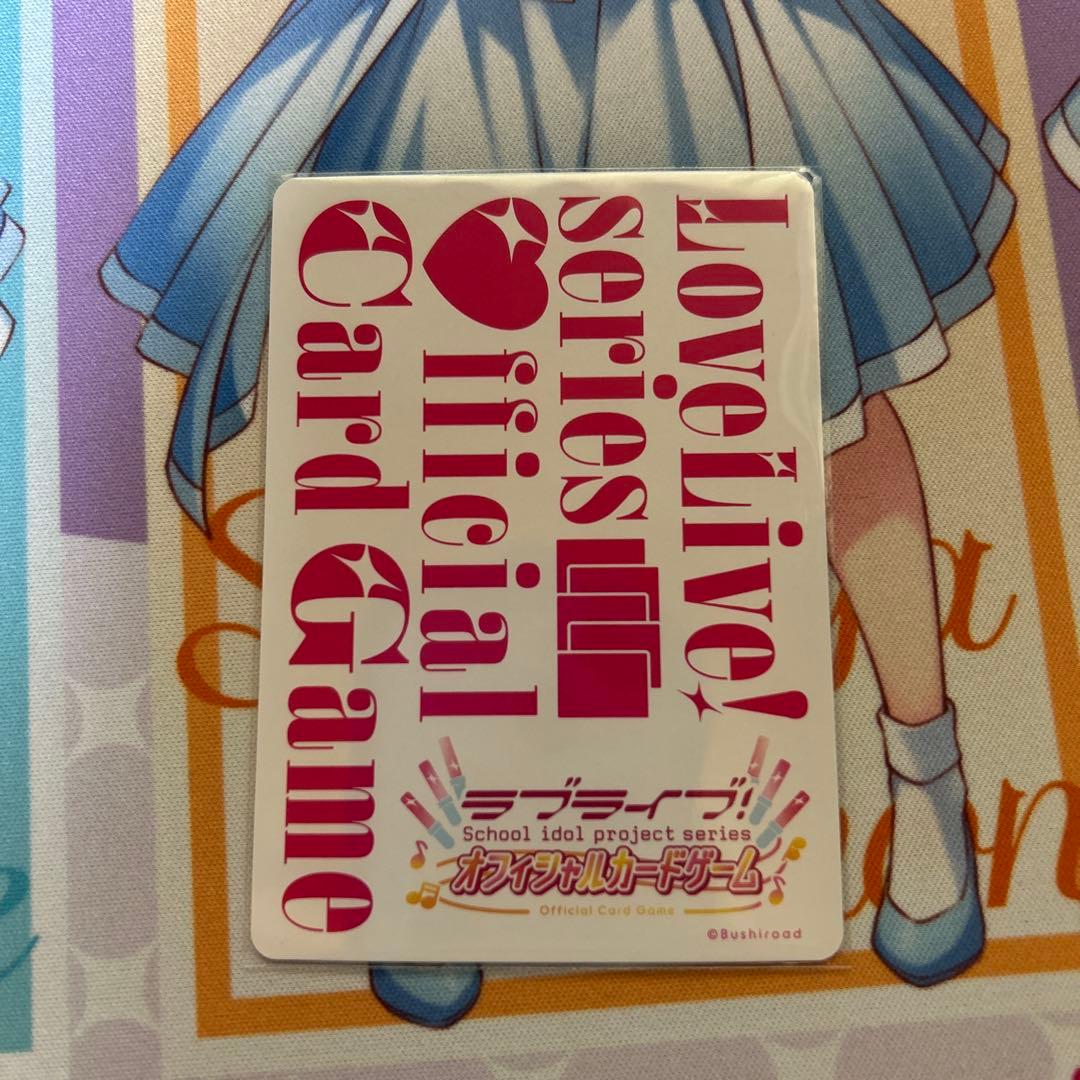 LoveLive!
series
Official
Card Game
ラブライブ!
School idol project series
オフィシャルカードゲーム
Official Card Game
©Bushiroad